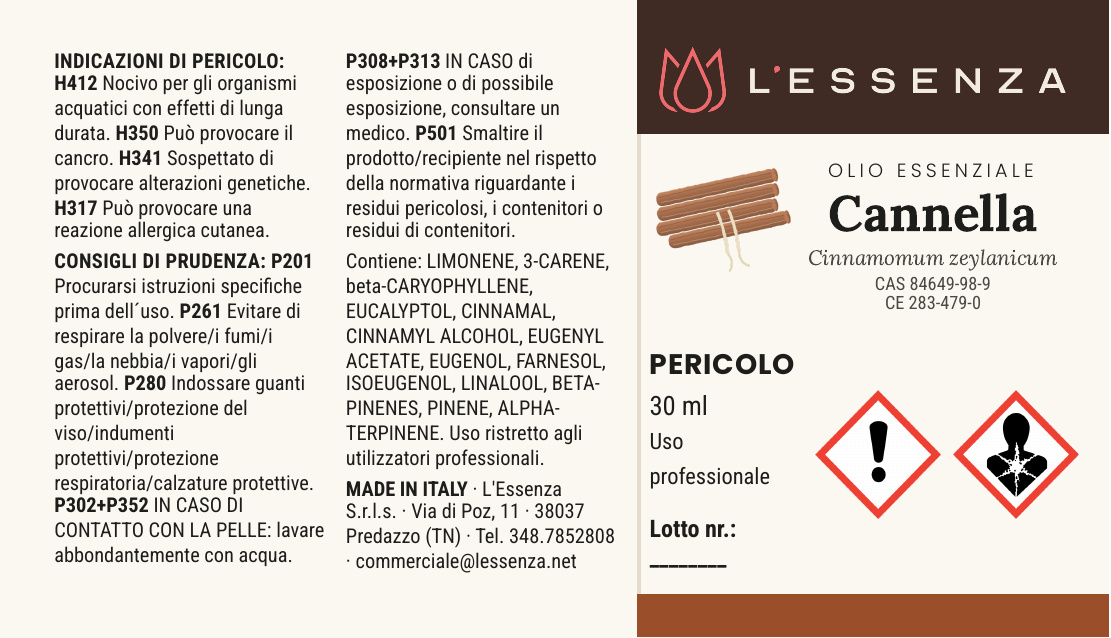 INDICAZIONI DI PERICOLO:
H412 Nocivo per gli organismi
acquatici con effetti di lunga
durata. H350 Può provocare il
cancro. H341 Sospettato di
provocare alterazioni genetiche.
H317 Può provocare una
reazione allergica cutanea.
CONSIGLI DI PRUDENZA: P201
Procurarsi istruzioni specifiche
prima dell´uso. P261 Evitare di
respirare la polvere/i fumi/i
gas/la nebbia/i vapori/gli
aerosol. P280 Indossare guanti
protettivi/protezione del
viso/indumenti
protettivi/protezione
respiratoria/calzature protettive.
P302+P352 IN CASO DI
CONTATTO CON LA PELLE: lavare
abbondantemente con acqua.
P308+P313 IN CASO di
esposizione o di possibile
esposizione, consultare un
medico. P501 Smaltire il
prodotto/recipiente nel rispetto
della normativa riguardante i
residui pericolosi, i contenitori o
residui di contenitori.
Contiene: LIMONENE, 3-CARENE,
beta-CARYOPHYLLENE,
EUCALYPTOL, CINNAMAL,
CINNAMYL ALCOHOL, EUGENYL
ACETATE, EUGENOL, FARNESOL,
ISOEUGENOL, LINALOOL, BETA-
PINENES, PINENE, ALPHA-
TERPINENE. Uso ristretto agli
utilizzatori professionali.
MADE IN ITALY · L'Essenza
S.r.l.s. · Via di Poz, 11 · 38037
Predazzo (TN) · Tel. 348.7852808
· commerciale@lessenza.net
L'ESSENZA
OLIO ESSENZIALE
Cannella
Cinnamomum zeylanicum
CAS 84649-98-9
CE 283-479-0
PERICOLO
30 ml
Uso
professionale
Lotto nr.:
________